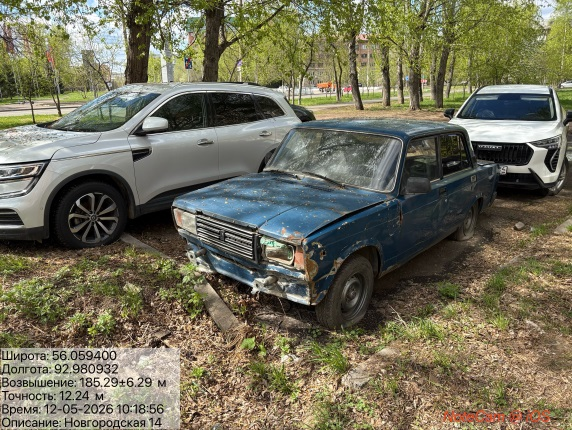 Широта: 56.059400
Долгота: 92.980932
Возвышение: 185.29±6.29 м
Точность: 12.24 м
Время: 12-05-2026 10:18:56
Описание: Новгородская 14